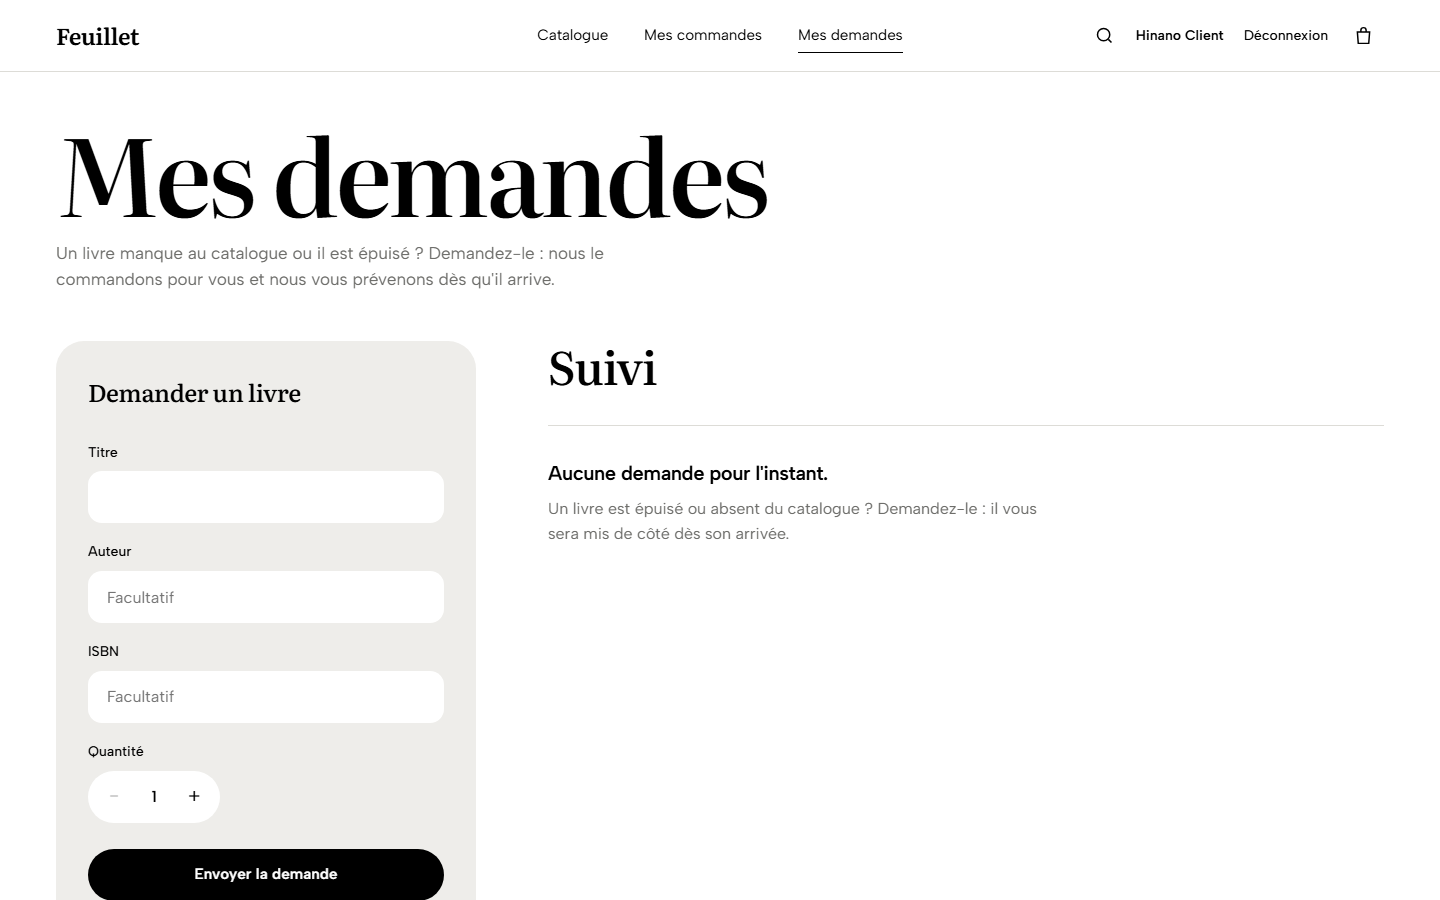 Feuillet
Catalogue
Mes commandes
Mes demandes
Hinano Client
Déconnexion
Mes demandes
Un livre manque au catalogue ou il est épuisé ? Demandez-le : nous le
commandons pour vous et nous vous prévenons dès qu'il arrive.
Demander un livre
Titre
Auteur
Facultatif
ISBN
Facultatif
Quantité
− 1 +
Envoyer la demande
Suivi
Aucune demande pour l'instant.
Un livre est épuisé ou absent du catalogue ? Demandez-le : il vous
sera mis de côté dès son arrivée.